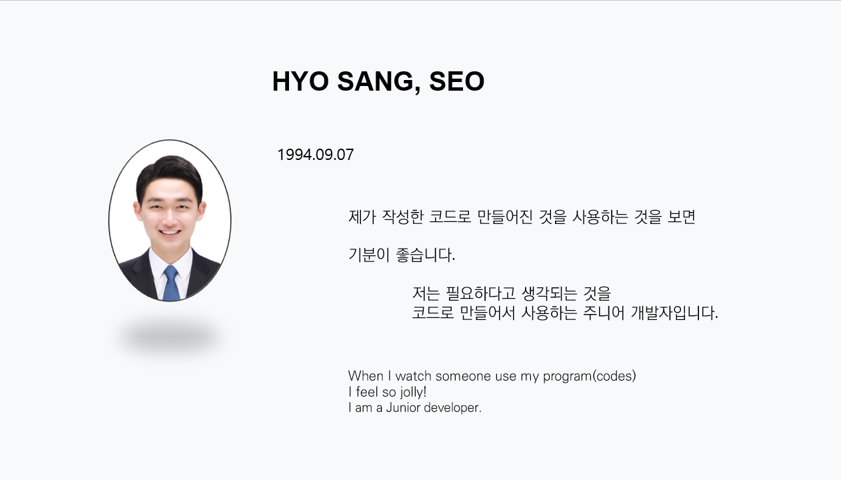 HYO SANG, SEO
1994.09.07
제가 작성한 코드로 만들어진 것을 사용하는 것을 보면
기분이 좋습니다.
저는 필요하다고 생각되는 것을
코드로 만들어서 사용하는 주니어 개발자입니다.
When I watch someone use my program(codes)
I feel so jolly!
I am a Junior developer.